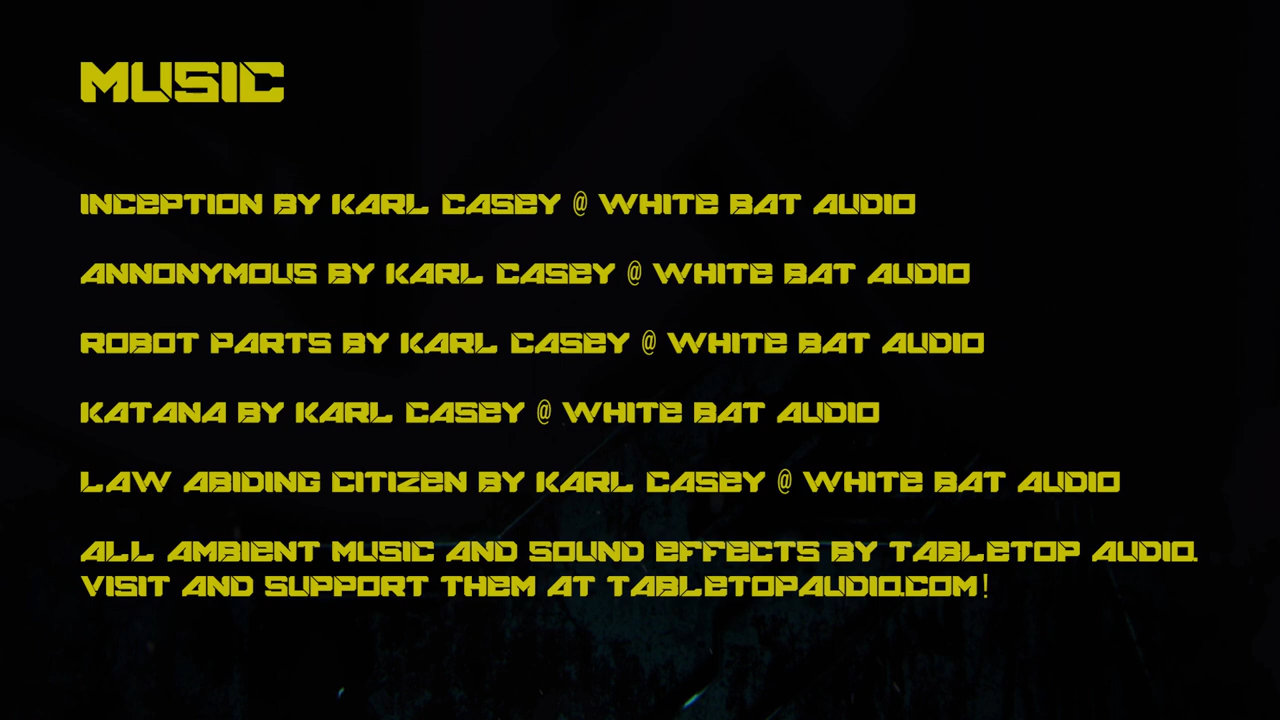 MUSIC
INCEPTION BY KARL CASEY @ WHITE BAT AUDIO
ANNONYMOUS BY KARL CASEY @ WHITE BAT AUDIO
ROBOT PARTS BY KARL CASEY @ WHITE BAT AUDIO
KATANA BY KARL CASEY @ WHITE BAT AUDIO
LAW ABIDING CITIZEN BY KARL CASEY @ WHITE BAT AUDIO
ALL AMBIENT MUSIC AND SOUND EFFECTS BY TABLETOP AUDIO.
VISIT AND SUPPORT THEM AT TABLETOPAUDIO.COM!